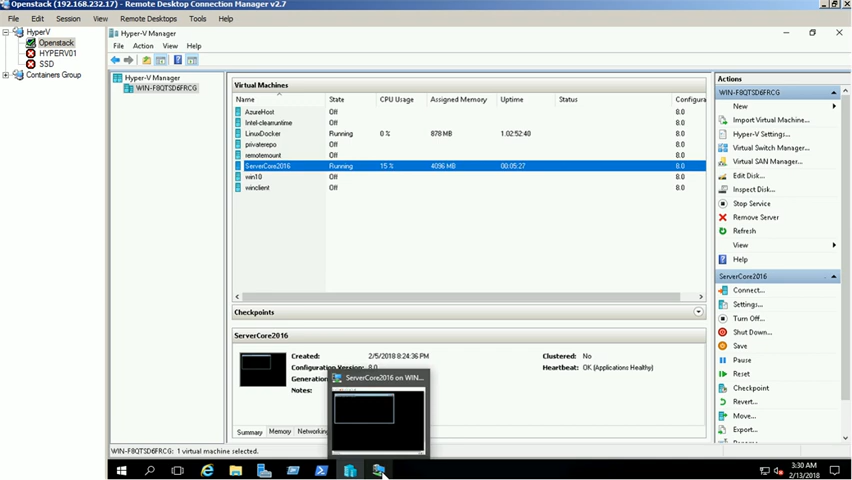 Openstack (192.168.232.17) - Remote Desktop Connection Manager v2.7
File Edit Session View Remote Desktops Tools Help
HyperV
Openstack
HYPERV01
SSD
Containers Group
Hyper-V Manager
File Action View Help
Hyper-V Manager
WIN-F8QTSD6FRCG
Virtual Machines
Name State CPU Usage Assigned Memory Uptime Status Configura
AzureHost Off 8.0
Intel-cleanruntime Off 8.0
LinuxDocker Running 0 % 878 MB 1.02:52:40 8.0
privaterepo Off 8.0
remotemount Off 8.0
ServerCore2016 Running 15 % 4096 MB 00:05:27 8.0
win10 Off 8.0
winclient Off 8.0
Checkpoints
ServerCore2016
Created: 2/5/2018 8:24:36 PM Clustered: No
Configuration Version: 8.0 Heartbeat: OK (Applications Healthy)
Notes:
ServerCore2016 on WIN...
Summary Memory Networking
WIN-F8QTSD6FRCG: 1 virtual machine selected.
Actions
WIN-F8QTSD6FRCG
New
Import Virtual Machine...
Hyper-V Settings...
Virtual Switch Manager...
Virtual SAN Manager...
Edit Disk...
Inspect Disk...
Stop Service
Remove Server
Refresh
View
Help
ServerCore2016
Connect...
Settings...
Turn Off...
Shut Down...
Save
Pause
Reset
Checkpoint
Revert...
Move...
Export...
3:30 AM
2/13/2018